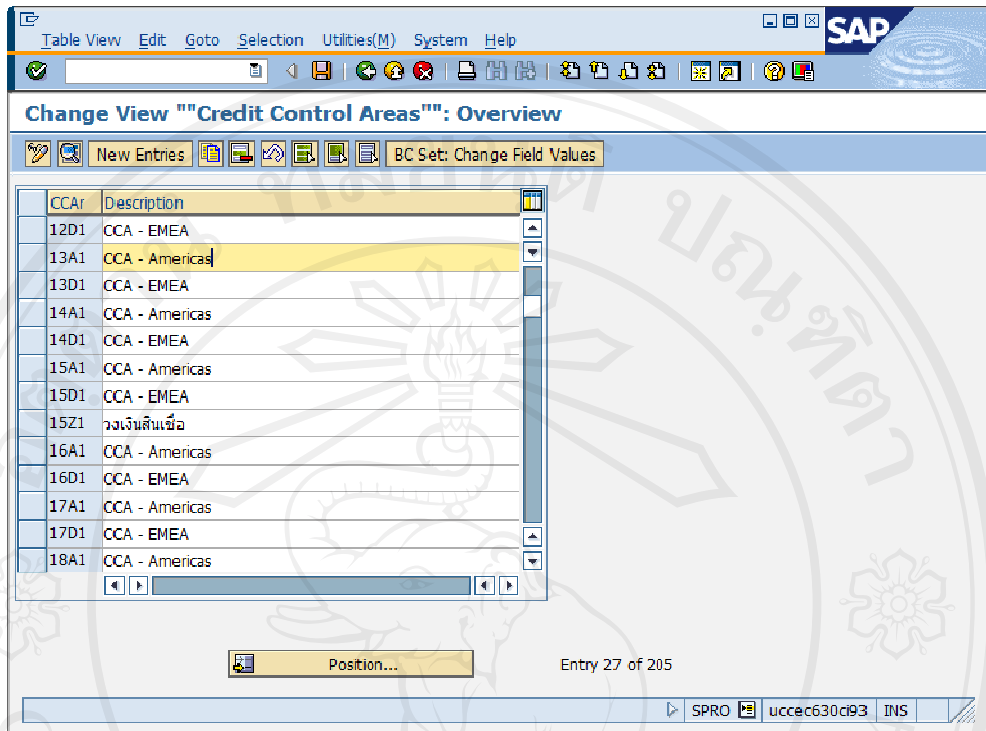 Table View Edit Goto Selection Utilities(M) System Help
SAP
Change View ""Credit Control Areas"": Overview
New Entries BC Set: Change Field Values
CCAr Description
12D1 CCA - EMEA
13A1 CCA - Americas
13D1 CCA - EMEA
14A1 CCA - Americas
14D1 CCA - EMEA
15A1 CCA - Americas
15D1 CCA - EMEA
15Z1 วงเงินสินเชื่อ
16A1 CCA - Americas
16D1 CCA - EMEA
17A1 CCA - Americas
17D1 CCA - EMEA
18A1 CCA - Americas
Position... Entry 27 of 205
SPRO uccec630ci93 INS